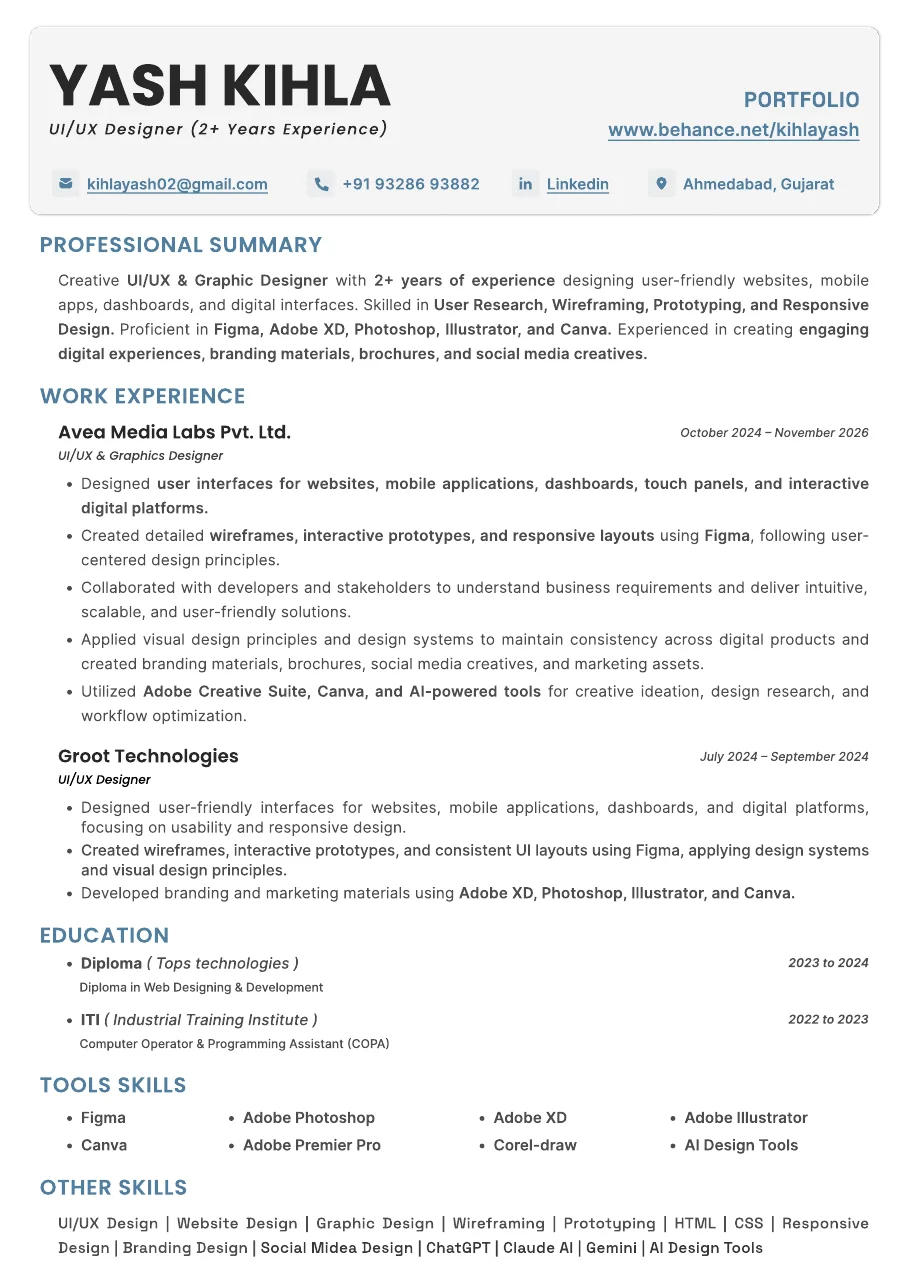 YASH KIHLA
UI/UX Designer (2+ Years Experience)
PORTFOLIO
www.behance.net/kihlayash
kihlayash02@gmail.com
+91 93286 93882
in
Linkedin
Ahmedabad, Gujarat
PROFESSIONAL SUMMARY
Creative UI/UX & Graphic Designer with 2+ years of experience designing user-friendly websites, mobile
apps, dashboards, and digital interfaces. Skilled in User Research, Wireframing, Prototyping, and Responsive
Design. Proficient in Figma, Adobe XD, Photoshop, Illustrator, and Canva. Experienced in creating engaging
digital experiences, branding materials, brochures, and social media creatives.
WORK EXPERIENCE
Avea Media Labs Pvt. Ltd.
October 2024 – November 2026
UI/UX & Graphics Designer
• Designed user interfaces for websites, mobile applications, dashboards, touch panels, and interactive
digital platforms.
• Created detailed wireframes, interactive prototypes, and responsive layouts using Figma, following user-
centered design principles.
• Collaborated with developers and stakeholders to understand business requirements and deliver intuitive,
scalable, and user-friendly solutions.
• Applied visual design principles and design systems to maintain consistency across digital products and
created branding materials, brochures, social media creatives, and marketing assets.
• Utilized Adobe Creative Suite, Canva, and AI-powered tools for creative ideation, design research, and
workflow optimization.
Groot Technologies
July 2024 – September 2024
UI/UX Designer
• Designed user-friendly interfaces for websites, mobile applications, dashboards, and digital platforms,
focusing on usability and responsive design.
• Created wireframes, interactive prototypes, and consistent UI layouts using Figma, applying design systems
and visual design principles.
• Developed branding and marketing materials using Adobe XD, Photoshop, Illustrator, and Canva.
EDUCATION
• Diploma ( Tops technologies )
2023 to 2024
Diploma in Web Designing & Development
• ITI ( Industrial Training Institute )
2022 to 2023
Computer Operator & Programming Assistant (COPA)
TOOLS SKILLS
• Figma • Adobe Photoshop • Adobe XD • Adobe Illustrator
• Canva • Adobe Premier Pro • Corel-draw • AI Design Tools
OTHER SKILLS
UI/UX Design | Website Design | Graphic Design | Wireframing | Prototyping | HTML | CSS | Responsive
Design | Branding Design | Social Midea Design | ChatGPT | Claude AI | Gemini | AI Design Tools